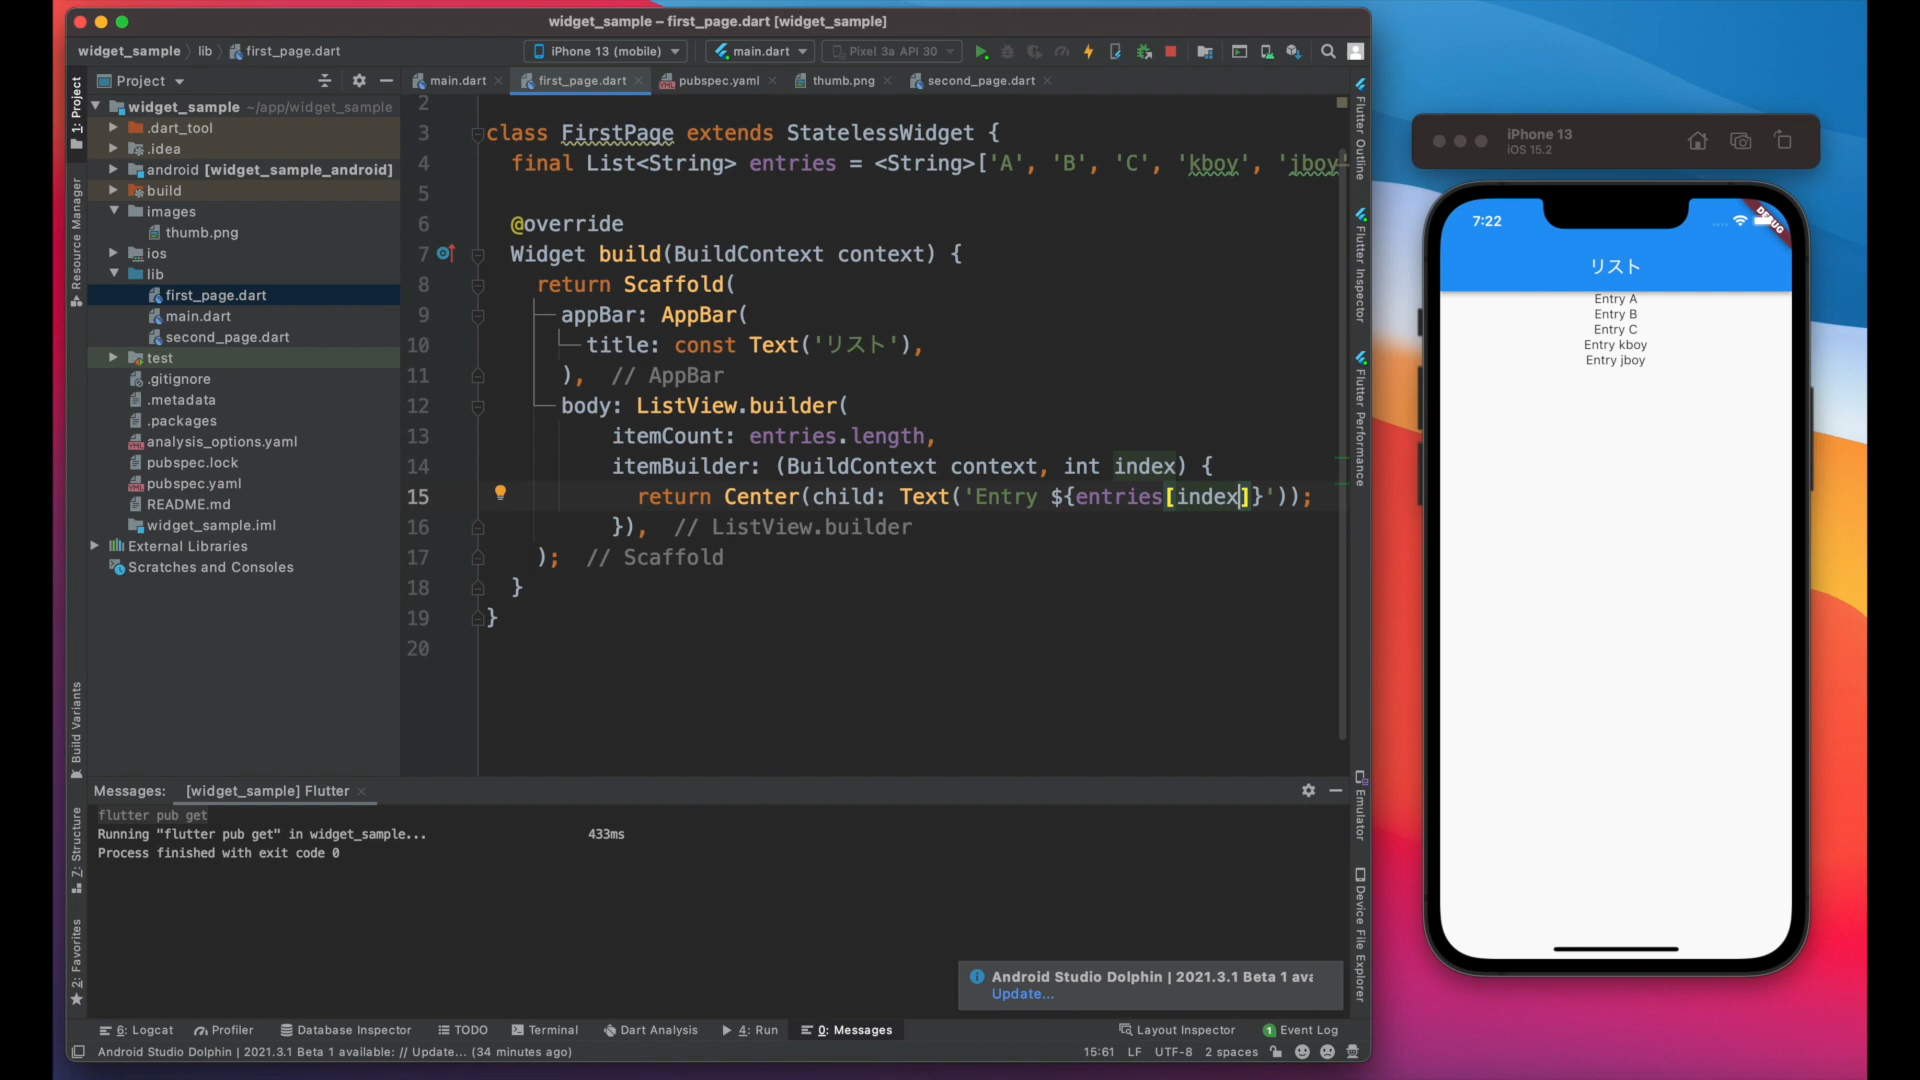 widget_sample – first_page.dart [widget_sample]
widget_sample lib first_page.dart
iPhone 13 (mobile) main.dart Pixel 3a API 30
Project
main.dart first_page.dart pubspec.yaml thumb.png second_page.dart
widget_sample ~/app/widget_sample
.dart_tool
.idea
android [widget_sample_android]
build
images
thumb.png
ios
lib
first_page.dart
main.dart
second_page.dart
test
.gitignore
.metadata
.packages
analysis_options.yaml
pubspec.lock
pubspec.yaml
README.md
widget_sample.iml
External Libraries
Scratches and Consoles
1: Project
Resource Manager
Build Variants
7: Structure
2: Favorites
2
3 class FirstPage extends StatelessWidget {
4 final List<String> entries = <String>['A', 'B', 'C', 'kboy', 'jboy'
5
6 @override
7 Widget build(BuildContext context) {
8 return Scaffold(
9 appBar: AppBar(
10 title: const Text('リスト'),
11 ), // AppBar
12 body: ListView.builder(
13 itemCount: entries.length,
14 itemBuilder: (BuildContext context, int index) {
15 return Center(child: Text('Entry ${entries[index]}'));
16 }), // ListView.builder
17 ); // Scaffold
18 }
19 }
20
Flutter Outline
Flutter Inspector
Flutter Performance
Emulator
Device File Explorer
Messages: [widget_sample] Flutter
flutter pub get
Running "flutter pub get" in widget_sample... 433ms
Process finished with exit code 0
Android Studio Dolphin | 2021.3.1 Beta 1 ava
Update...
6: Logcat Profiler Database Inspector TODO Terminal Dart Analysis 4: Run 0: Messages Layout Inspector 1 Event Log
Android Studio Dolphin | 2021.3.1 Beta 1 available: // Update... (34 minutes ago) 15:61 LF UTF-8 2 spaces
iPhone 13
iOS 15.2
7:22
DEBUG
リスト
Entry A
Entry B
Entry C
Entry kboy
Entry jboy